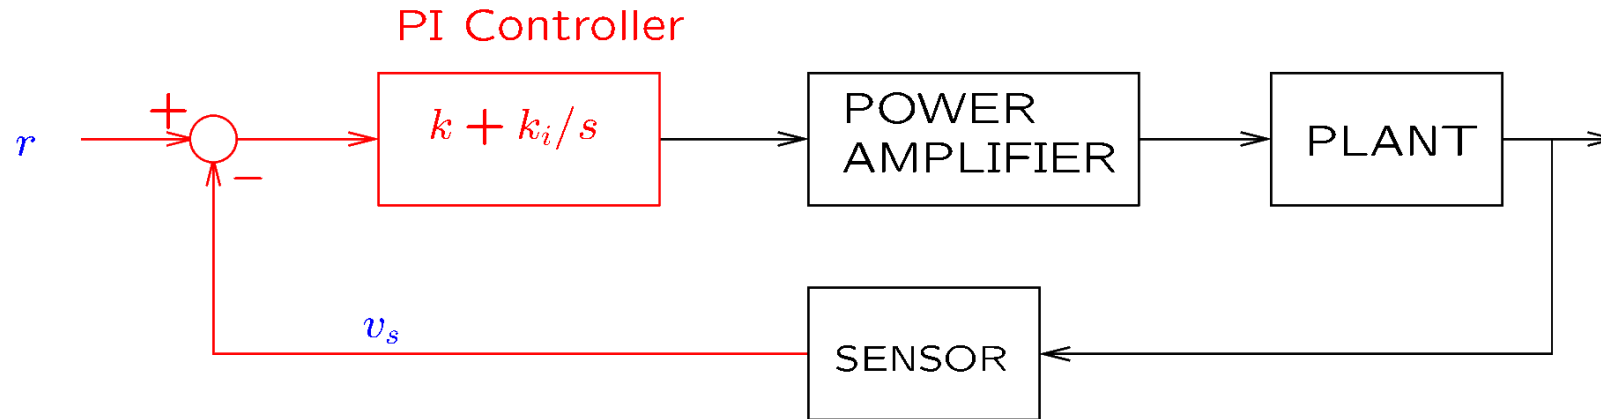 PI Controller
+
r
k + k_i/s
POWER
AMPLIFIER
PLANT
−
v_s
SENSOR